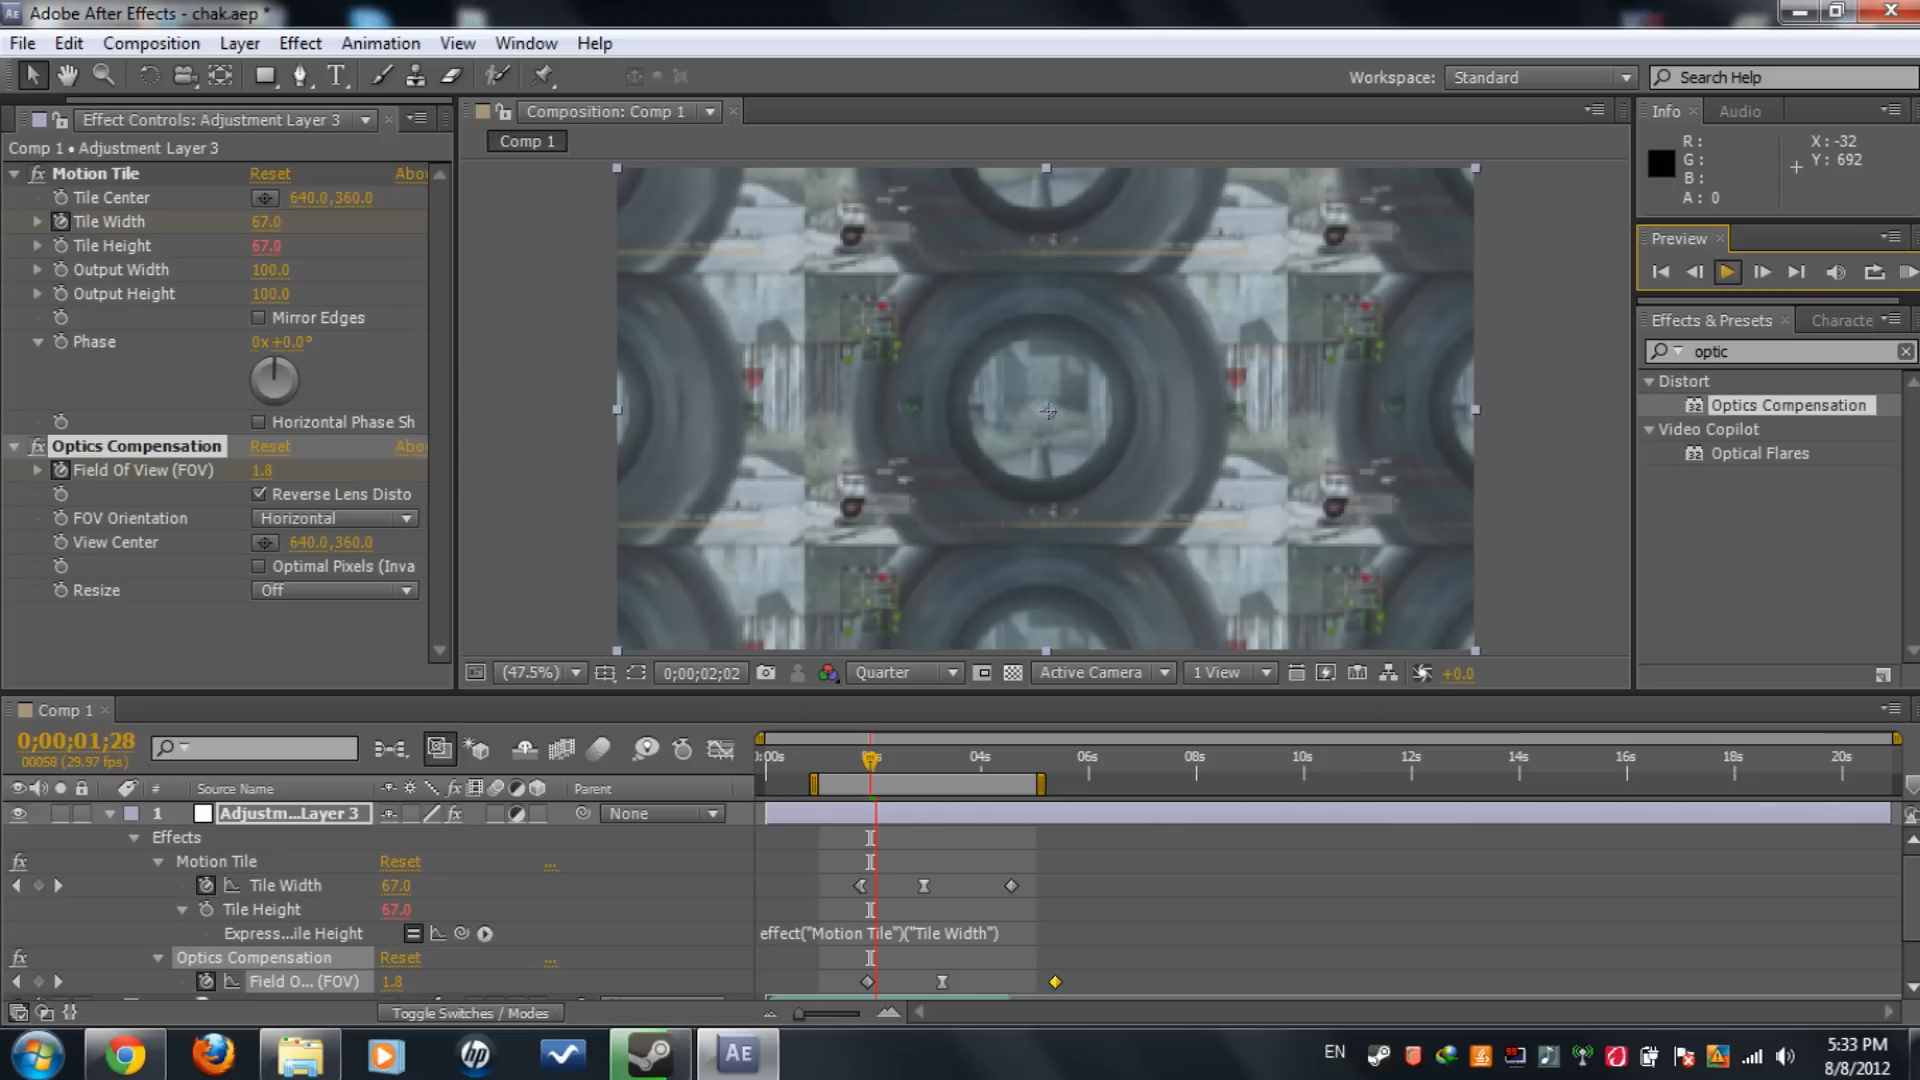 Adobe After Effects - chak.aep *
File Edit Composition Layer Effect Animation View Window Help
Workspace: Standard Search Help
Effect Controls: Adjustment Layer 3
Comp 1 • Adjustment Layer 3
Motion Tile Reset Abo
Tile Center 640.0,360.0
Tile Width 67.0
Tile Height 67.0
Output Width 100.0
Output Height 100.0
Mirror Edges
Phase 0x+0.0°
Horizontal Phase Sh
Optics Compensation Reset Abo
Field Of View (FOV) 1.8
Reverse Lens Disto
FOV Orientation Horizontal
View Center 640.0,360.0
Optimal Pixels (Inva
Resize Off
Composition: Comp 1
Comp 1
(47.5%) 0;00;02;02 Quarter Active Camera 1 View +0.0
Info Audio
R: X: -32
G: Y: 692
B:
A: 0
Preview
Effects & Presets Characte
optic
Distort
Optics Compensation
Video Copilot
Optical Flares
Comp 1
0;00;01;28
00058 (29.97 fps)
:00s 04s 06s 08s 10s 12s 14s 16s 18s 20s
# Source Name Parent
1 Adjustm...Layer 3 None
Effects
Motion Tile Reset ...
Tile Width 67.0
Tile Height 67.0
Express...ile Height effect("Motion Tile")("Tile Width")
Optics Compensation Reset ...
Field O... (FOV) 1.8
Toggle Switches / Modes
EN 5:33 PM
8/8/2012